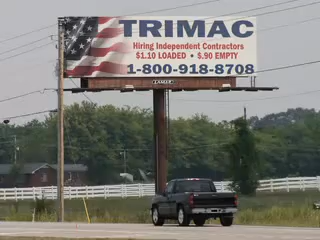 TRIMAC
Hiring Independent Contractors
$1.10 LOADED • $.90 EMPTY
1-800-918-8708